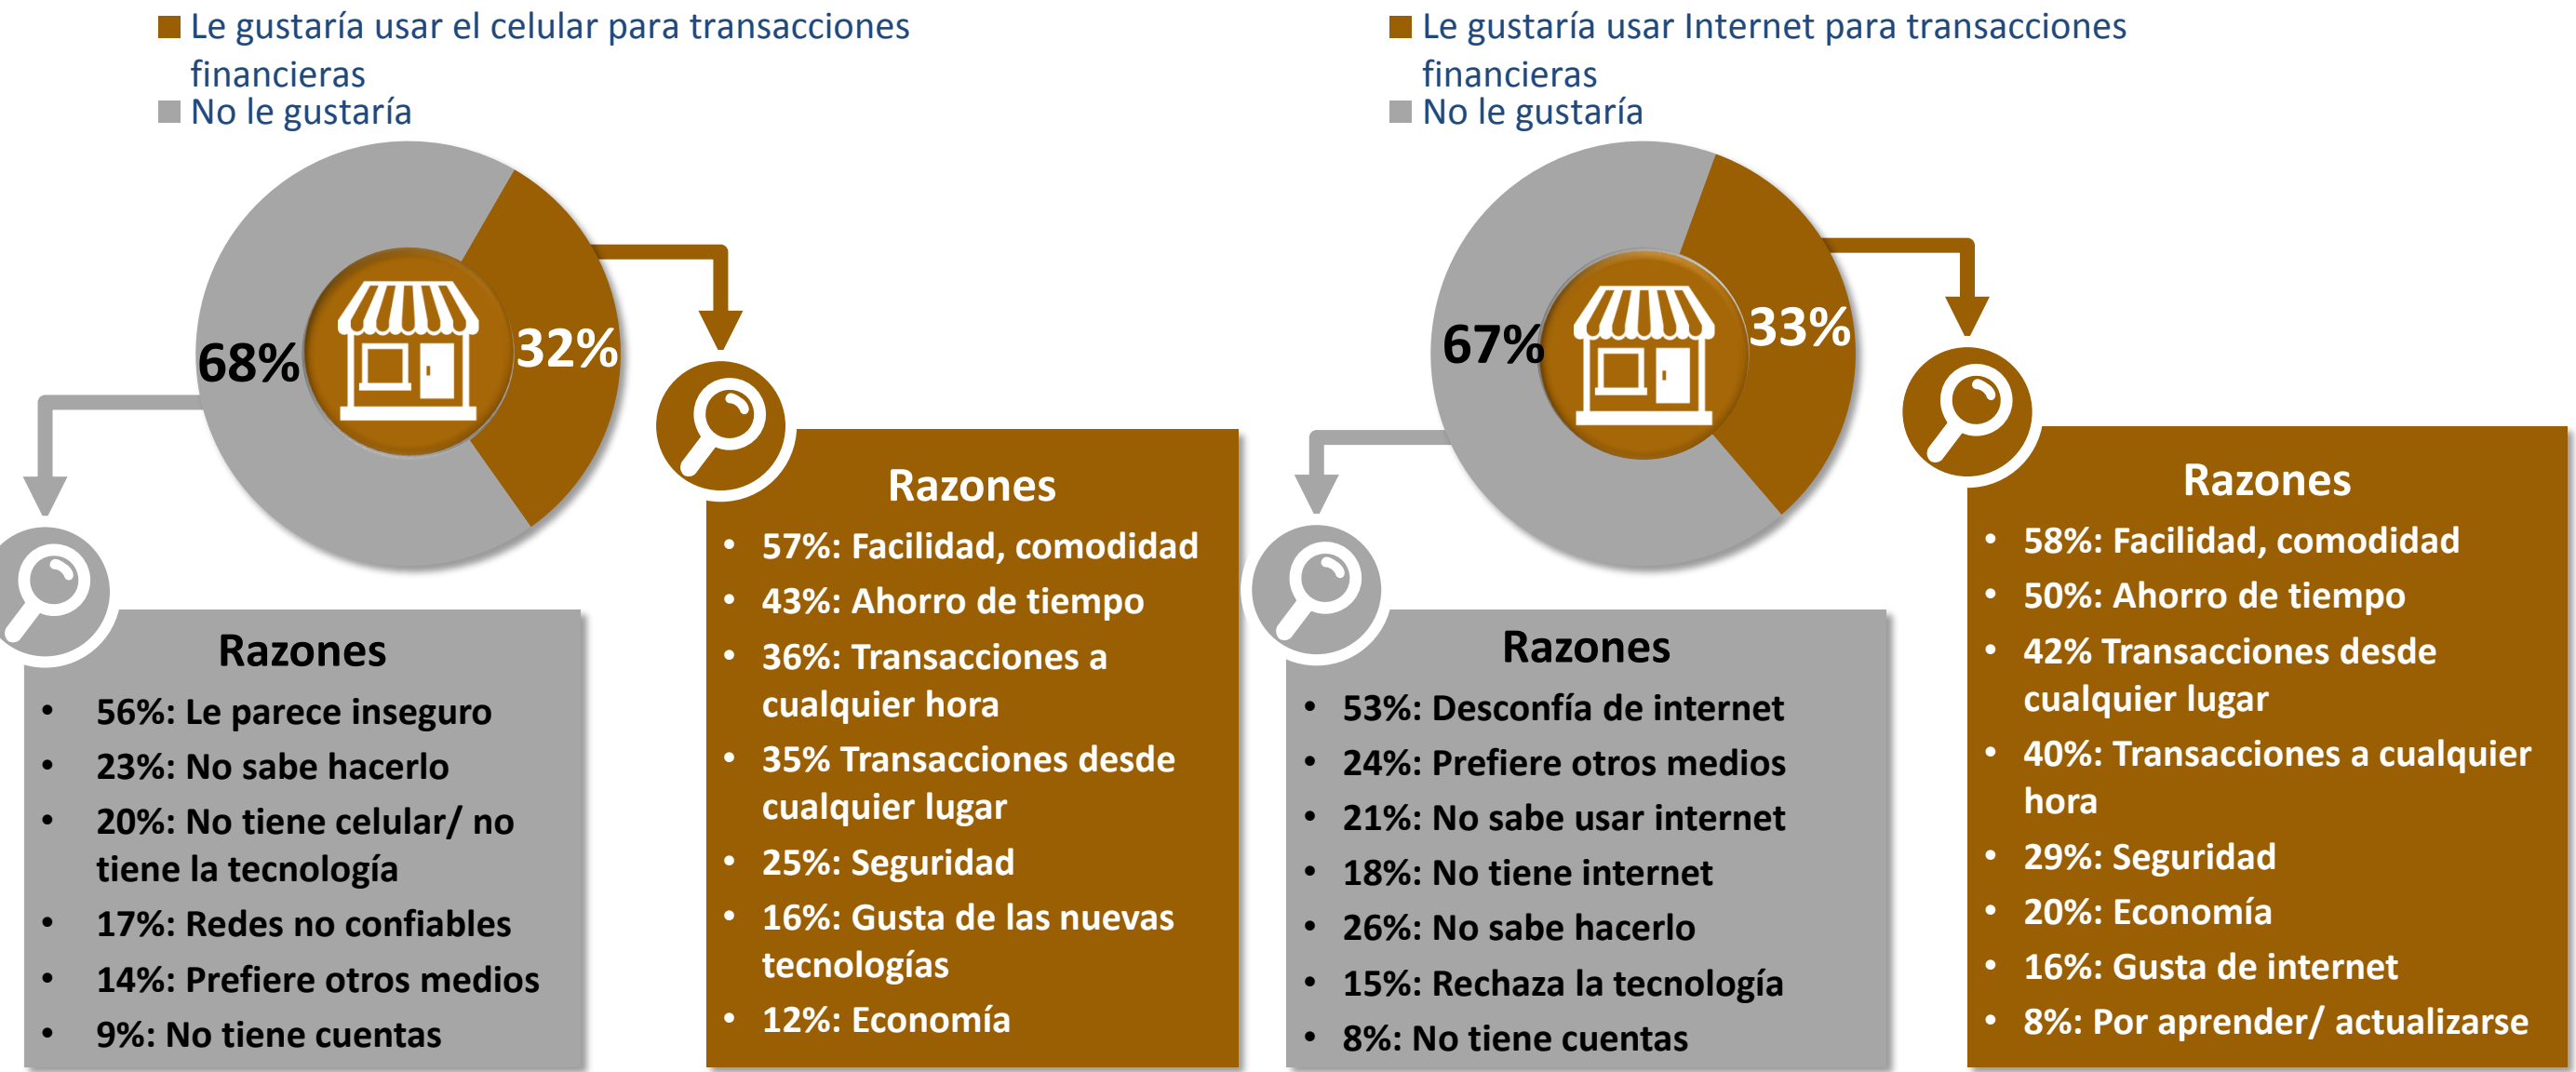 Le gustaría usar el celular para transacciones
financieras
No le gustaría
68%
32%
Razones
• 56%: Le parece inseguro
• 23%: No sabe hacerlo
• 20%: No tiene celular/ no
tiene la tecnología
• 17%: Redes no confiables
• 14%: Prefiere otros medios
• 9%: No tiene cuentas
Razones
• 57%: Facilidad, comodidad
• 43%: Ahorro de tiempo
• 36%: Transacciones a
cualquier hora
• 35% Transacciones desde
cualquier lugar
• 25%: Seguridad
• 16%: Gusta de las nuevas
tecnologías
• 12%: Economía
Le gustaría usar Internet para transacciones
financieras
No le gustaría
67%
33%
Razones
• 53%: Desconfía de internet
• 24%: Prefiere otros medios
• 21%: No sabe usar internet
• 18%: No tiene internet
• 26%: No sabe hacerlo
• 15%: Rechaza la tecnología
• 8%: No tiene cuentas
Razones
• 58%: Facilidad, comodidad
• 50%: Ahorro de tiempo
• 42% Transacciones desde
cualquier lugar
• 40%: Transacciones a cualquier
hora
• 29%: Seguridad
• 20%: Economía
• 16%: Gusta de internet
• 8%: Por aprender/ actualizarse